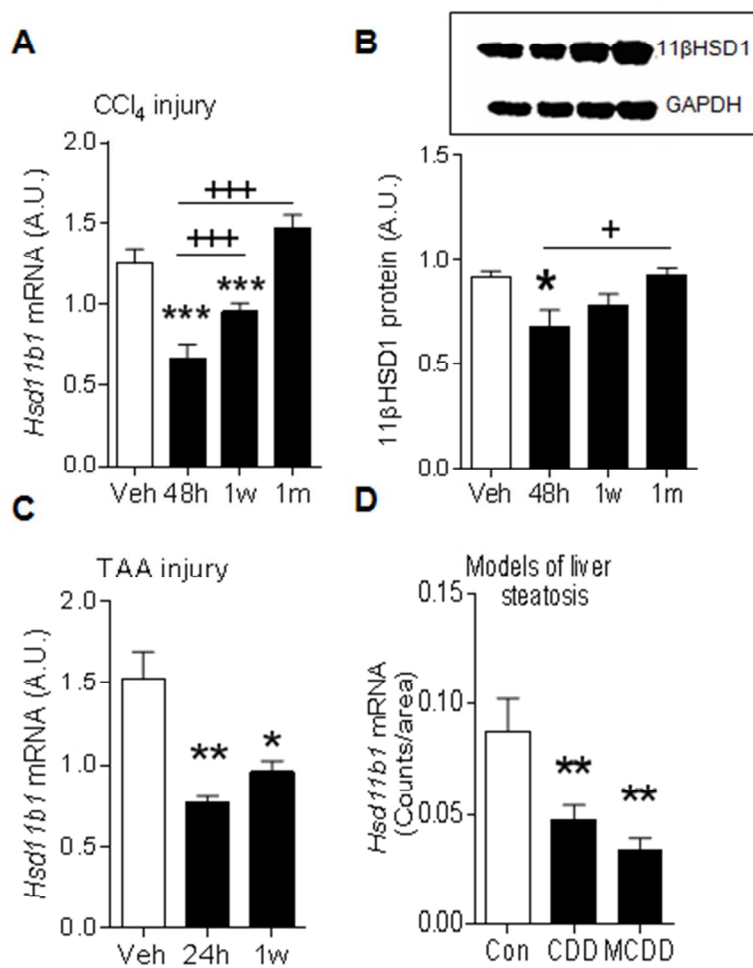 A
CCl₄ injury
Hsd11b1 mRNA (A.U.)
2.0
1.5
1.0
0.5
0.0
+++
+++
***
***
Veh 48h 1w 1m
B
11βHSD1
GAPDH
11βHSD1 protein (A.U.)
1.5
1.0
0.5
0.0
+
*
Veh 48h 1w 1m
C
TAA injury
Hsd11b1 mRNA (A.U.)
2.0
1.5
1.0
0.5
0.0
**
*
Veh 24h 1w
D
Models of liver
steatosis
Hsd11b1 mRNA
(Counts/area)
0.15
0.10
0.05
0.00
**
**
Con CDD MCDD